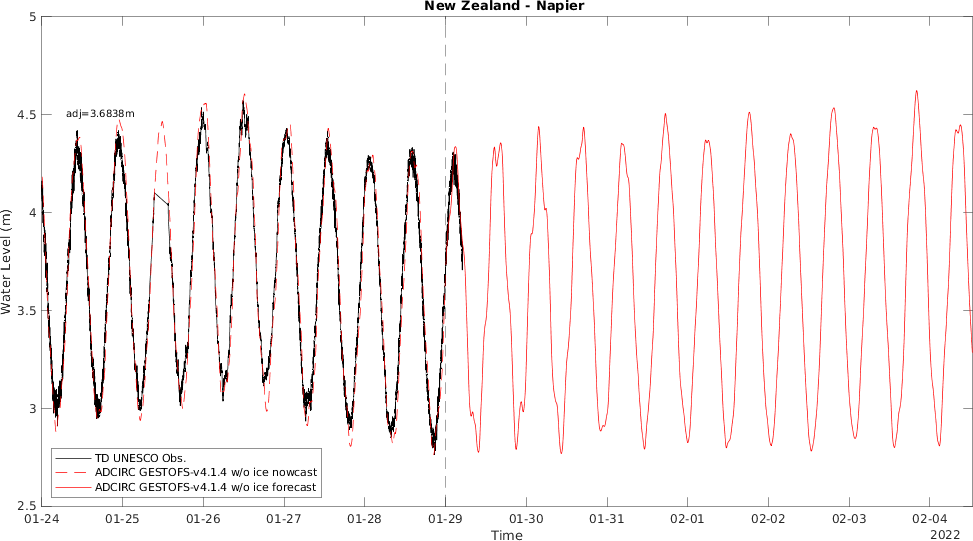 New Zealand - Napier
5
4.5
4
3.5
3
2.5
Water Level (m)
adj=3.6838m
TD UNESCO Obs.
ADCIRC GESTOFS-v4.1.4 w/o ice nowcast
ADCIRC GESTOFS-v4.1.4 w/o ice forecast
01-24 01-25 01-26 01-27 01-28 01-29 01-30 01-31 02-01 02-02 02-03 02-04
Time
2022